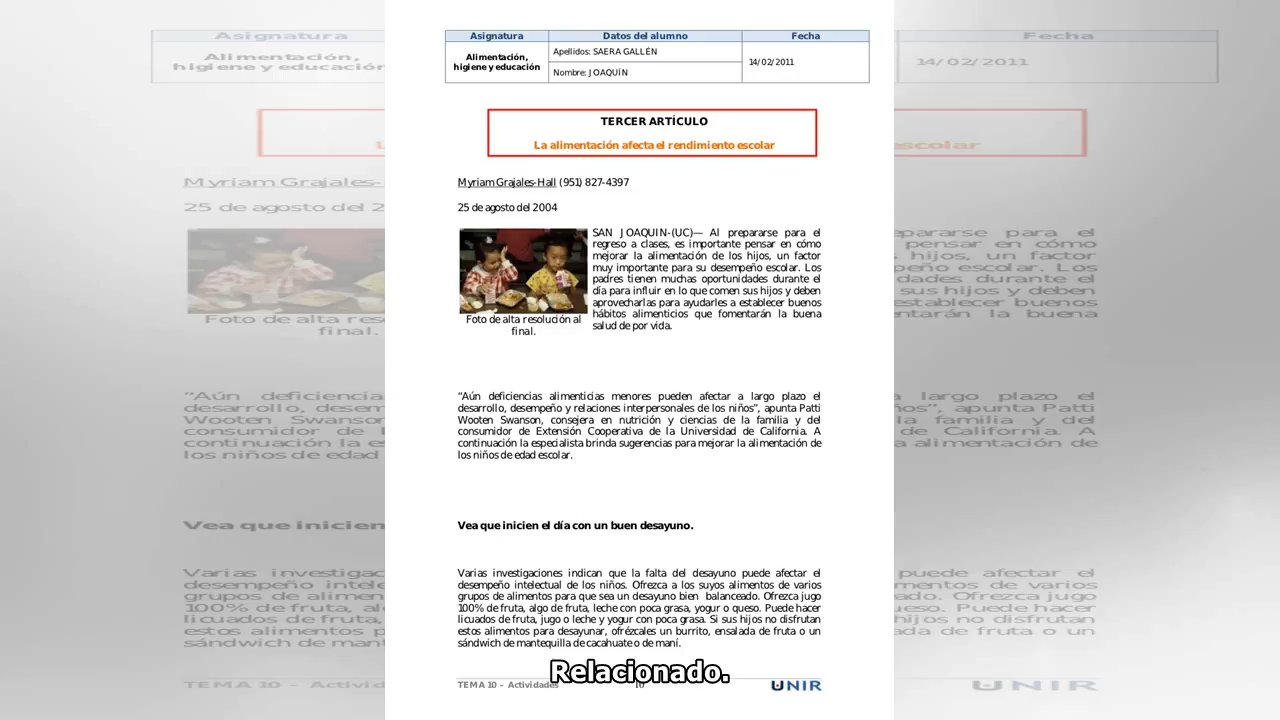 Asignatura
Datos del alumno
Fecha
Alimentación,
higiene y educación
Apellidos: SAERA GALLÉN
Nombre: JOAQUÍN
14/02/2011
TERCER ARTÍCULO
La alimentación afecta el rendimiento escolar
Myriam Grajales-Hall (951) 827-4397
25 de agosto del 2004
SAN JOAQUIN-(UC)— Al prepararse para el
regreso a clases, es importante pensar en cómo
mejorar la alimentación de los hijos, un factor
muy importante para su desempeño escolar. Los
padres tienen muchas oportunidades durante el
día para influir en lo que comen sus hijos y deben
aprovecharlas para ayudarles a establecer buenos
hábitos alimenticios que fomentarán la buena
salud de por vida.
Foto de alta resolución al
final.
“Aún deficiencias alimenticias menores pueden afectar a largo plazo el
desarrollo, desempeño y relaciones interpersonales de los niños”, apunta Patti
Wooten Swanson, consejera en nutrición y ciencias de la familia y del
consumidor de Extensión Cooperativa de la Universidad de California. A
continuación la especialista brinda sugerencias para mejorar la alimentación de
los niños de edad escolar.
Vea que inicien el día con un buen desayuno.
Varias investigaciones indican que la falta del desayuno puede afectar el
desempeño intelectual de los niños. Ofrezca a los suyos alimentos de varios
grupos de alimentos para que sea un desayuno bien balanceado. Ofrezca jugo
100% de fruta, algo de fruta, leche con poca grasa, yogur o queso. Puede hacer
licuados de fruta, jugo o leche y yogur con poca grasa. Si sus hijos no disfrutan
estos alimentos para desayunar, ofrézcales un burrito, ensalada de fruta o un
sándwich de mantequilla de cacahuate o de maní.
Relacionado.
TEMA 10 – Actividades
UNIR